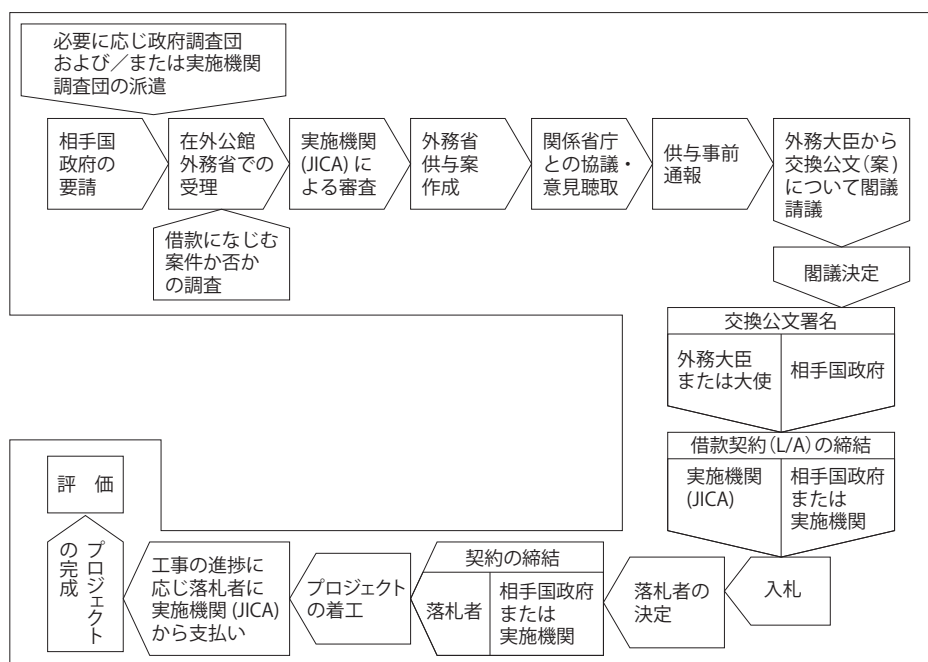 必要に応じ政府調査団
および／または実施機関
調査団の派遣
相手国
政府の
要請
在外公館
外務省での
受理
実施機関
(JICA) に
よる審査
外務省
供与案
作成
関係省庁
との協議・
意見聴取
供与事前
通報
外務大臣から
交換公文（案）
について閣議
請議
借款になじむ
案件か否か
の調査
閣議決定
交換公文署名
外務大臣
または大使
相手国政府
借款契約（L/A）の締結
実施機関
(JICA)
相手国政府
または
実施機関
入札
落札者の
決定
契約の締結
落札者
相手国政府
または
実施機関
プロジェクト
の着工
工事の進捗に
応じ落札者に
実施機関 (JICA)
から支払い
プロジェクト
の完成
評　価